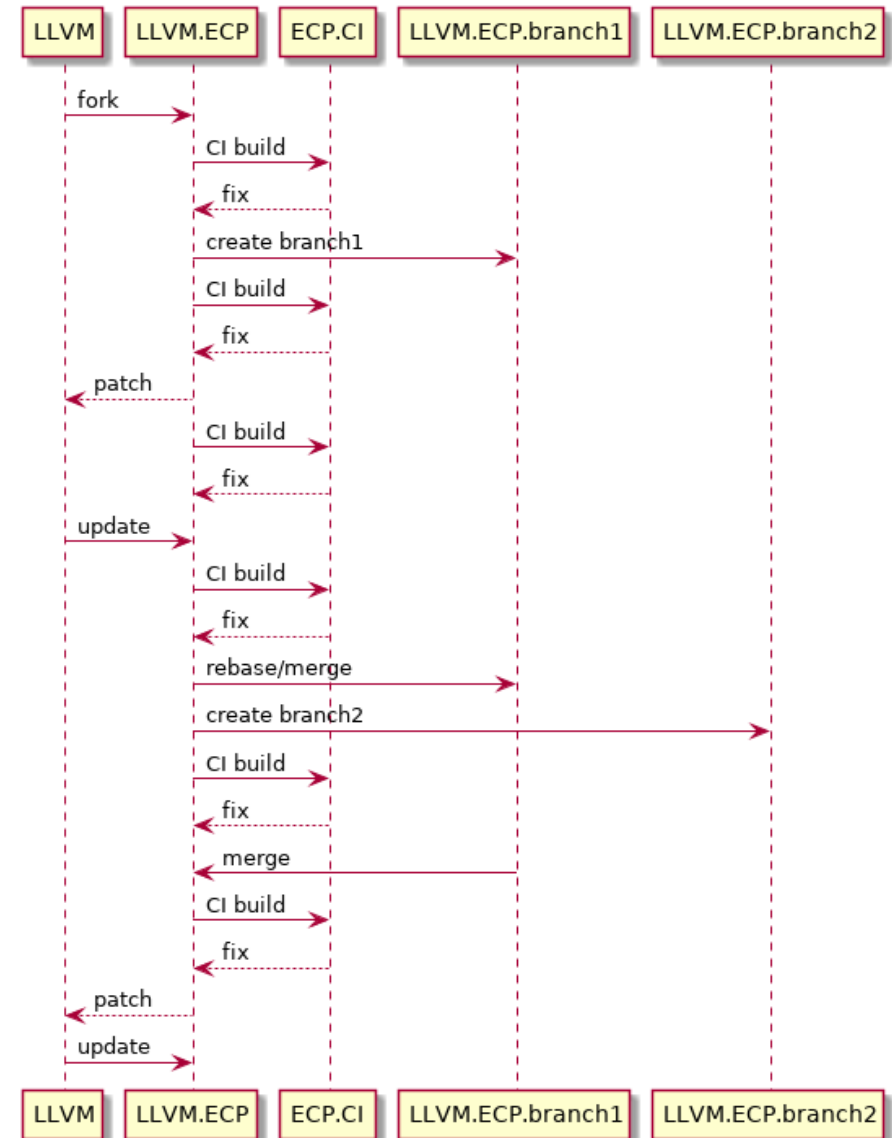 LLVM LLVM.ECP ECP.CI LLVM.ECP.branch1 LLVM.ECP.branch2
fork
CI build
fix
create branch1
CI build
fix
patch
CI build
fix
update
CI build
fix
rebase/merge
create branch2
CI build
fix
merge
CI build
fix
patch
update
LLVM LLVM.ECP ECP.CI LLVM.ECP.branch1 LLVM.ECP.branch2